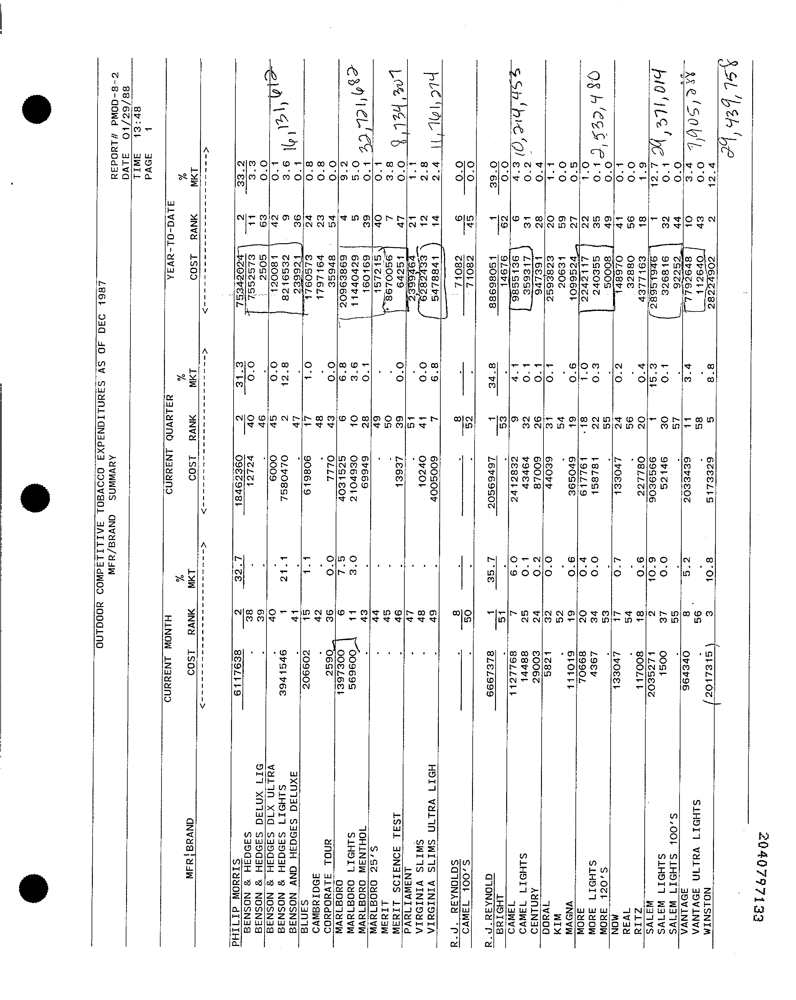 OUTDOOR COMPETITIVE TOBACCO EXPENDITURES AS OF DEC 1987
MFR/BRAND SUMMARY
REPORT# PMOD-8-2
DATE 01/29/88
TIME 13:48
PAGE 1
CURRENT MONTH CURRENT QUARTER YEAR-TO-DATE
MFR|BRAND COST RANK % MKT COST RANK % MKT COST RANK % MKT
PHILIP MORRIS 6117638 2 32.7 18462360 2 31.3 75342024 2 33.2
BENSON & HEDGES . 38 . 12724 40 0.0 7552573 11 3.3
BENSON & HEDGES DELUX LIG . 39 . . 46 . 2505 63 0.0
BENSON & HEDGES DLX ULTRA . 40 . 6000 45 0.0 120081 42 0.1
BENSON & HEDGES LIGHTS 3941546 1 21.1 7580470 2 12.8 8216532 9 3.6 16,131,612
BENSON AND HEDGES DELUXE . 41 . . 47 . 239921 36 0.1
BLUES 206602 15 1.1 619806 17 1.0 1760573 24 0.8
CAMBRIDGE . 42 . . 48 . 1797164 23 0.8
CORPORATE TOUR 2590 36 0.0 7770 43 0.0 35948 54 0.0
MARLBORO 1397300 6 7.5 4031525 6 6.8 20963869 4 9.2
MARLBORO LIGHTS 569600 11 3.0 2104930 10 3.6 11440429 5 5.0
MARLBORO MENTHOL . 43 . 69949 28 0.1 160169 39 0.1 32,721,682
MARLBORO 25'S . 44 . . 49 . 157215 40 0.1
MERIT . 45 . . 50 . 8670056 7 3.8
MERIT SCIENCE TEST . 46 . 13937 39 0.0 64251 47 0.0 8,734,307
PARLIAMENT . 47 . . 51 . 2399464 21 1.1
VIRGINIA SLIMS . 48 . 10240 41 0.0 6282433 12 2.8
VIRGINIA SLIMS ULTRA LIGH . 49 . 4005009 7 6.8 5478841 14 2.4 11,761,274
R.J. REYNOLDS . 8 . . 8 . 71082 6 0.0
CAMEL 100'S . 50 . . 52 . 71082 45 0.0
R.J.REYNOLD 6667378 1 35.7 20569497 1 34.8 88698051 1 39.0
BRIGHT . 51 . . 53 . 14676 62 0.0
CAMEL 1127768 7 6.0 2412832 9 4.1 9855136 6 4.3
CAMEL LIGHTS 14488 25 0.1 43464 32 0.1 359317 31 0.2 10,214,453
CENTURY 29003 24 0.2 87009 26 0.1 947391 28 0.4
DORAL 5821 32 0.0 44039 31 0.1 2593823 20 1.1
KIM . 52 . . 54 . 20631 59 0.0
MAGNA 111019 19 0.6 365049 19 0.6 1099524 27 0.5
MORE 70668 20 0.4 617761 18 1.0 22421117 22 1.0
MORE LIGHTS 4367 34 0.0 158781 22 0.3 240355 35 0.1 2,532,480
MORE 120'S . 53 . . 55 . 50008 49 0.0
NOW 133047 17 0.7 133047 24 0.2 148970 41 0.1
REAL . 54 . . 56 . 32880 56 0.0
RITZ 117008 18 0.6 227780 20 0.4 4377163 18 1.9
SALEM 2035271 2 10.9 9036566 1 15.3 28951946 1 12.7
SALEM LIGHTS 1500 37 0.0 52146 30 0.1 326816 32 0.1 29,371,014
SALEM LIGHTS 100'S . 55 . . 57 . 92252 44 0.0
VANTAGE 964340 8 5.2 2033439 11 3.4 7792648 10 3.4
VANTAGE ULTRA LIGHTS . 56 . . 58 . 112640 43 0.0 7,905,288
WINSTON (2017315) 3 10.8 5173329 5 8.8 28224902 2 12.4
29,439,758
2040797133